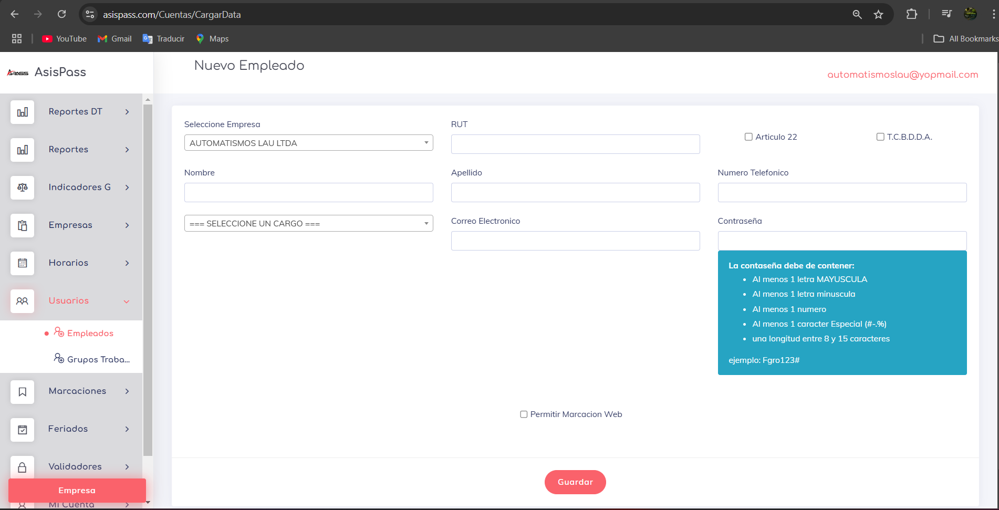 asispass.com/Cuentas/CargarData
YouTube
Gmail
Traducir
Maps
All Bookmarks
APASS AsisPass
Nuevo Empleado
automatismoslau@yopmail.com
Reportes DT
Reportes
Indicadores G
Empresas
Horarios
Usuarios
Empleados
Grupos Traba...
Marcaciones
Feriados
Validadores
Empresa
Mi Cuenta
Seleccione Empresa
AUTOMATISMOS LAU LTDA
RUT
Articulo 22
T.C.B.D.D.A.
Nombre
Apellido
Numero Telefonico
=== SELECCIONE UN CARGO ===
Correo Electronico
Contraseña
La contaseña debe de contener:
• Al menos 1 letra MAYUSCULA
• Al menos 1 letra minuscula
• Al menos 1 numero
• Al menos 1 caracter Especial (#-.%)
• una longitud entre 8 y 15 caracteres
ejemplo: Fgro123#
Permitir Marcacion Web
Guardar